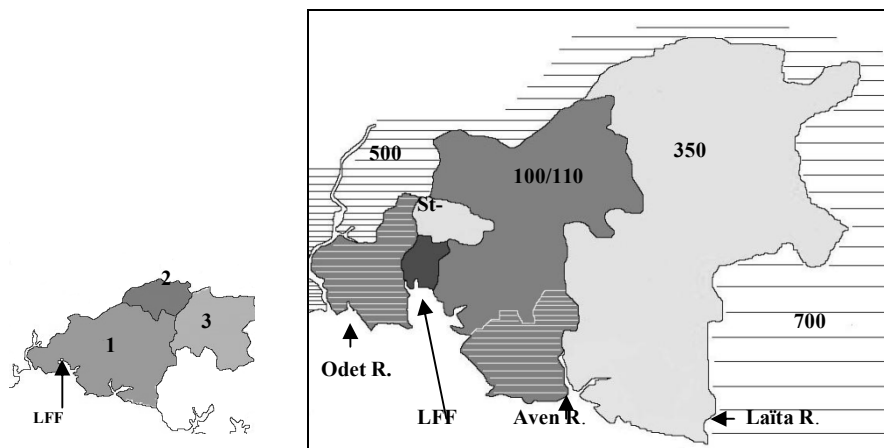 2
1
3
LFF
500
350
100/110
St-
700
Odet R.
LFF
Aven R.
Laïta R.